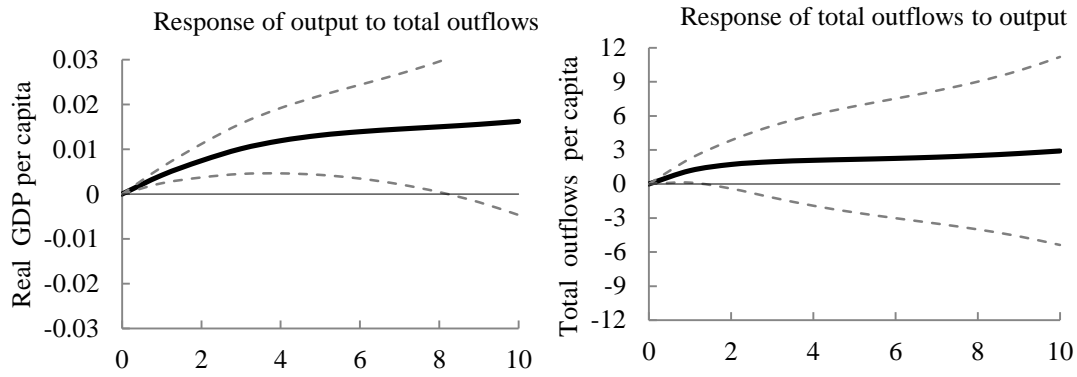 Response of output to total outflows
Real GDP per capita
0.03
0.02
0.01
0
-0.01
-0.02
-0.03
0 2 4 6 8 10
Response of total outflows to output
Total outflows per capita
12
9
6
3
0
-3
-6
-9
-12
0 2 4 6 8 10